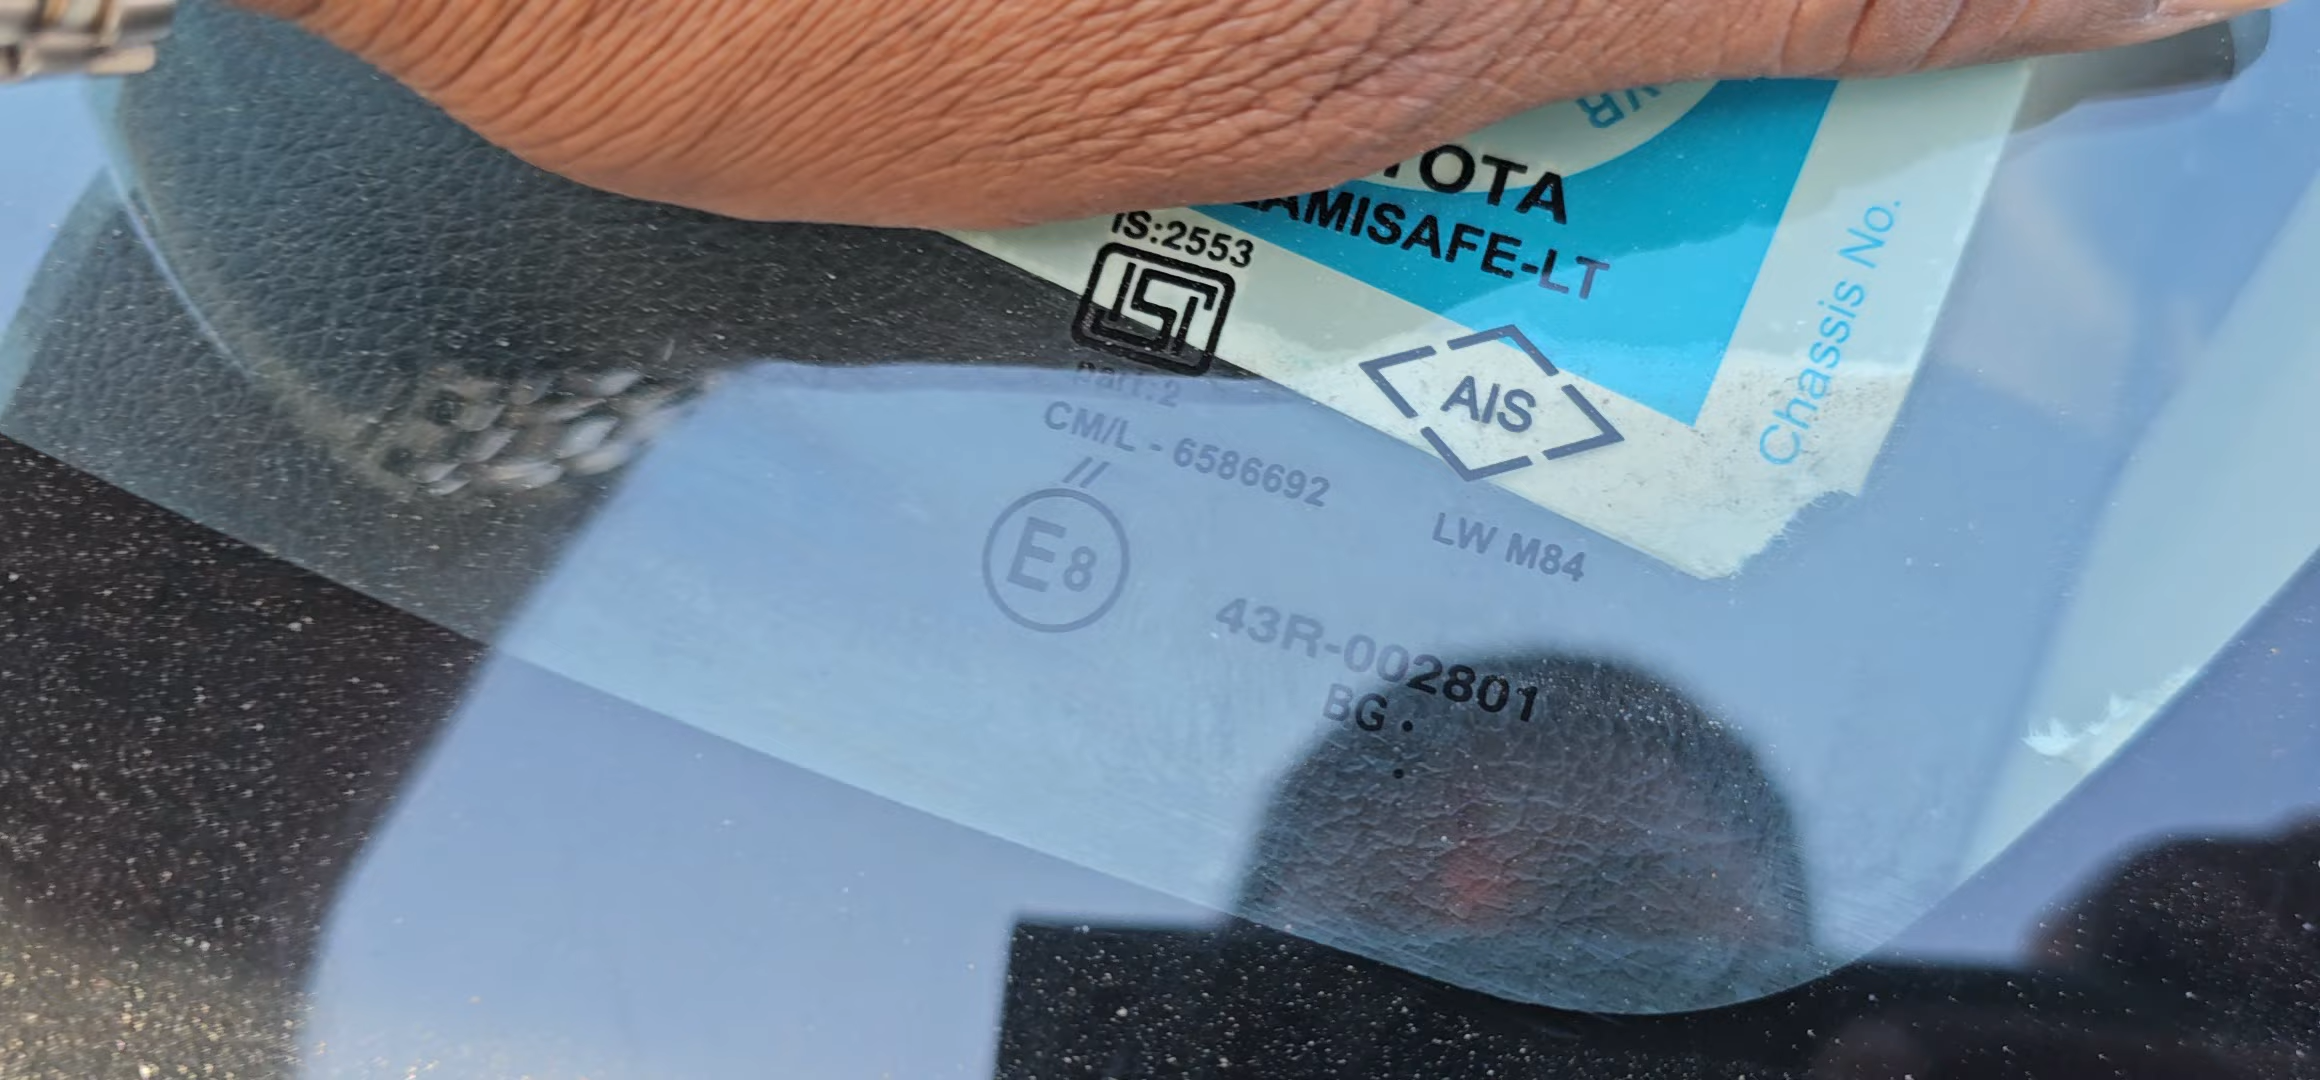 OTA
AMISAFE-LT
IS:2553
part:2
CM/L - 6586692
//
AIS
LW M84
E8
43R-002801
BG .
.
Chassis No.